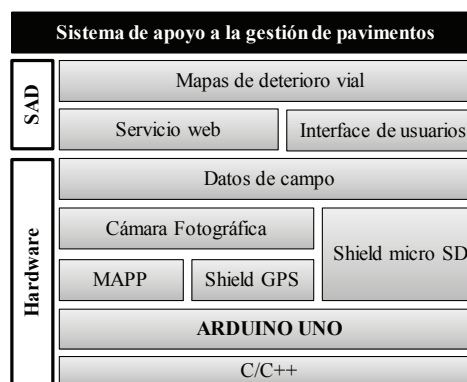 Sistema de apoyo a la gestión de pavimentos
SAD
Mapas de deterioro vial
Servicio web
Interface de usuarios
Hardware
Datos de campo
Cámara Fotográfica
Shield micro SD
MAPP
Shield GPS
ARDUINO UNO
C/C++